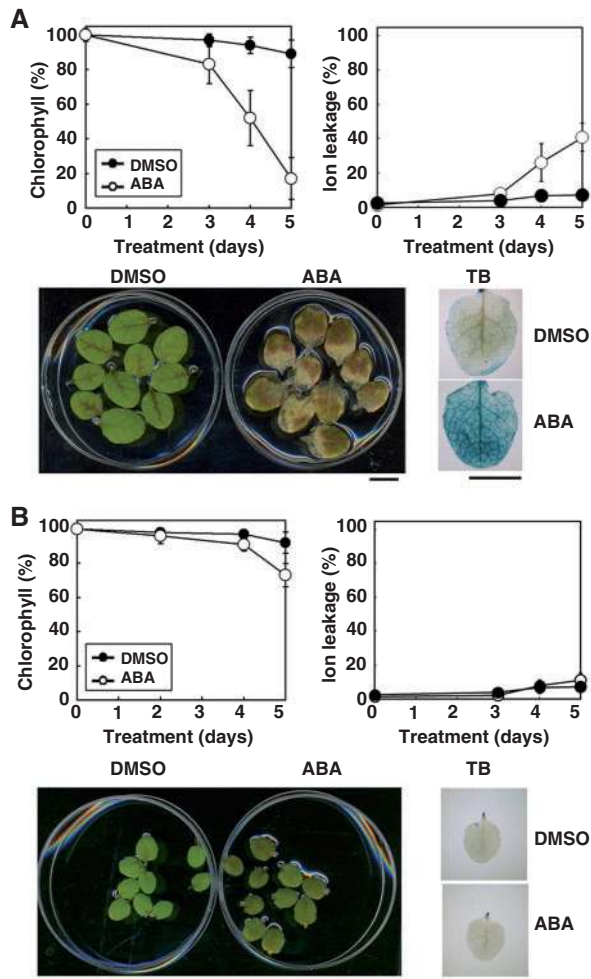 A
Chlorophyll (%)
100
80
60
40
20
0
DMSO
ABA
0 1 2 3 4 5
Treatment (days)
Ion leakage (%)
100
80
60
40
20
0
0 1 2 3 4 5
Treatment (days)
DMSO ABA TB
DMSO
ABA
B
Chlorophyll (%)
100
80
60
40
20
0
DMSO
ABA
0 1 2 3 4 5
Treatment (days)
Ion leakage (%)
100
80
60
40
20
0
0 1 2 3 4 5
Treatment (days)
DMSO ABA TB
DMSO
ABA